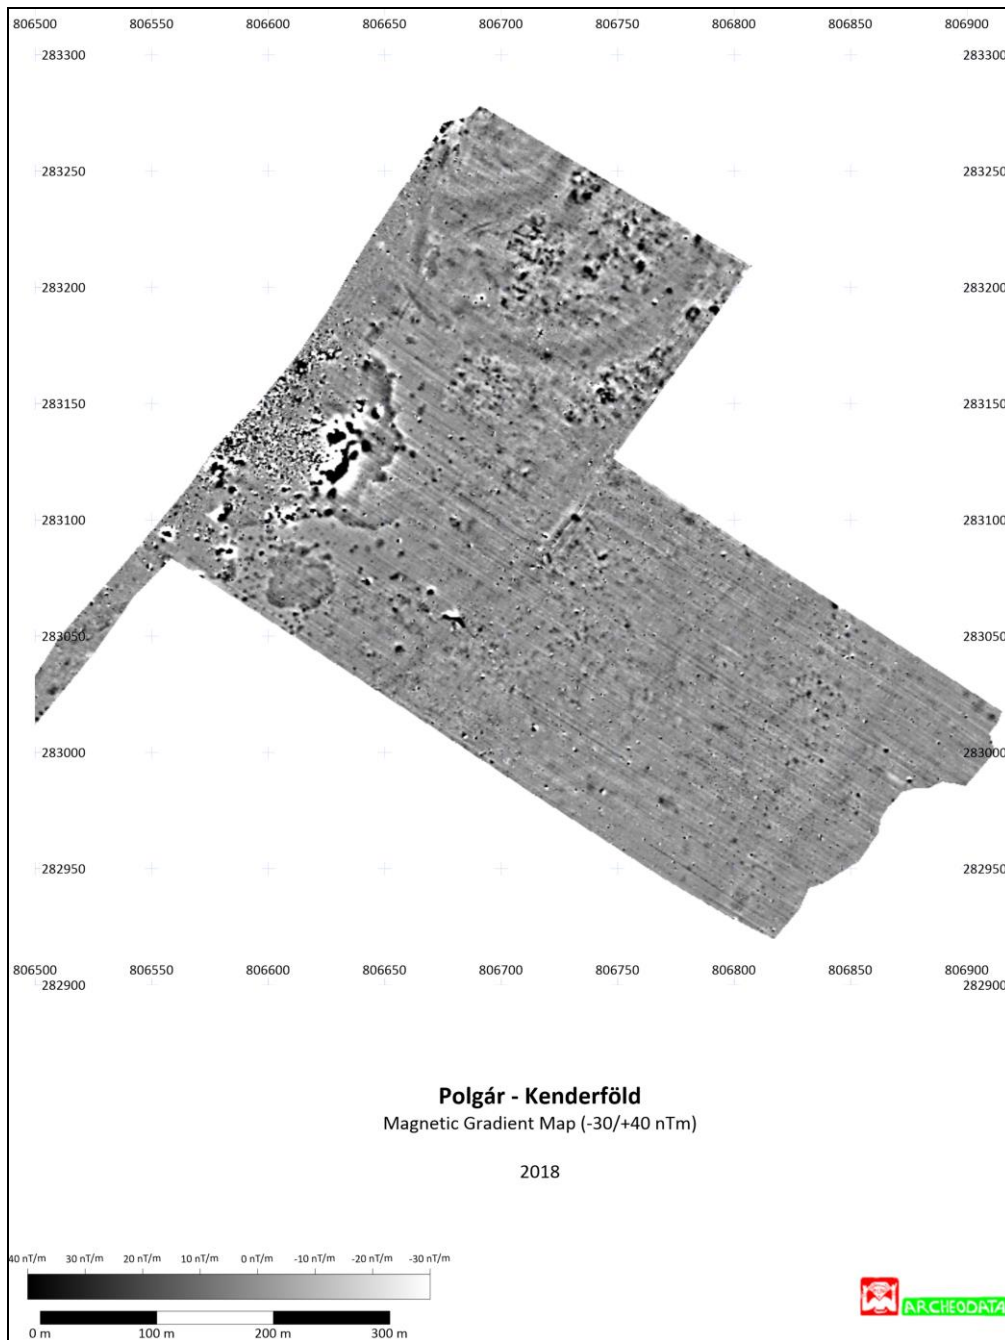 806500 806550 806600 806650 806700 806750 806800 806850 806900
283300 283300
283250 283250
283200 283200
283150 283150
283100 283100
283050 283050
283000 283000
282950 282950
806500 806550 806600 806650 806700 806750 806800 806850 806900
282900 282900
Polgár - Kenderföld
Magnetic Gradient Map (-30/+40 nTm)
2018
40 nT/m 30 nT/m 20 nT/m 10 nT/m 0 nT/m -10 nT/m -20 nT/m -30 nT/m
0 m 100 m 200 m 300 m
ARCHEODATA